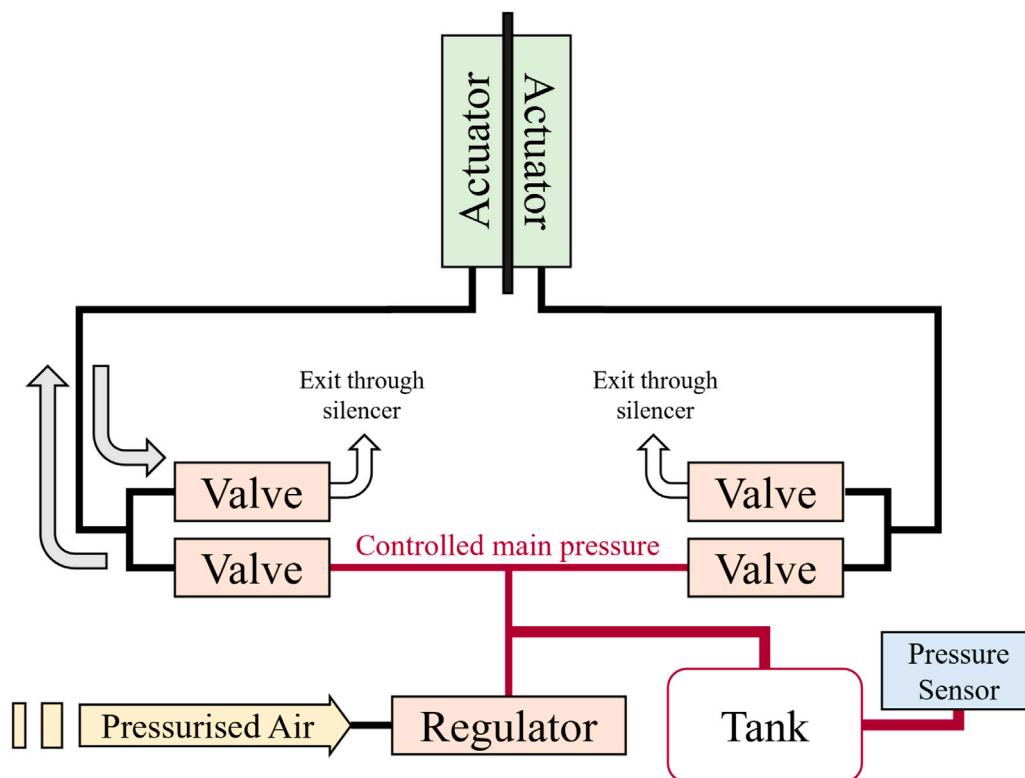 Actuator
Actuator
Exit through
silencer
Exit through
silencer
Valve
Valve
Valve
Controlled main pressure
Valve
Pressure
Sensor
Pressurised Air
Regulator
Tank